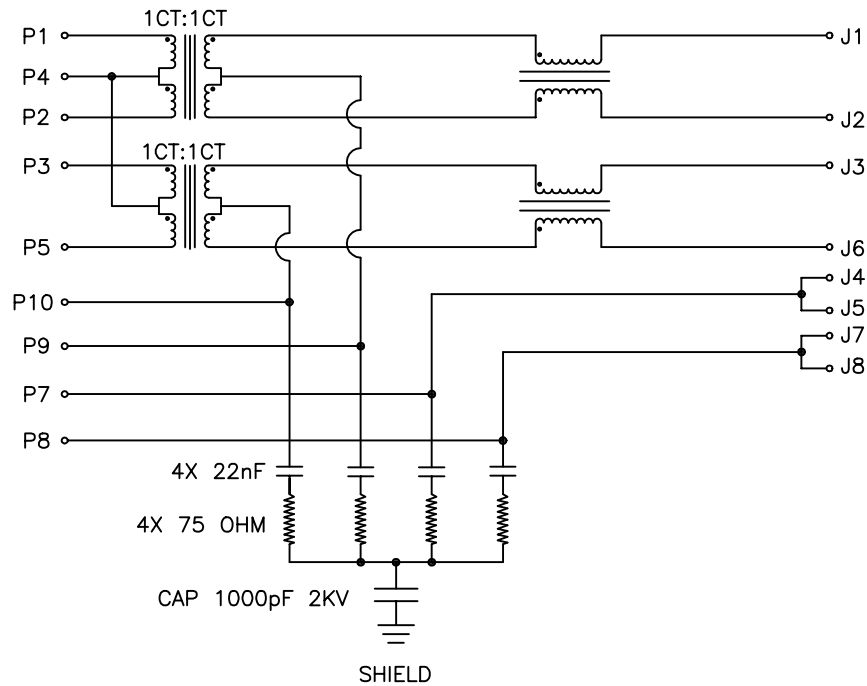 1CT:1CT
P1
J1
P4
P2
J2
1CT:1CT
P3
J3
P5
J6
J4
P10
J5
J7
P9
J8
P7
P8
4X 22nF
4X 75 OHM
CAP 1000pF 2KV
SHIELD